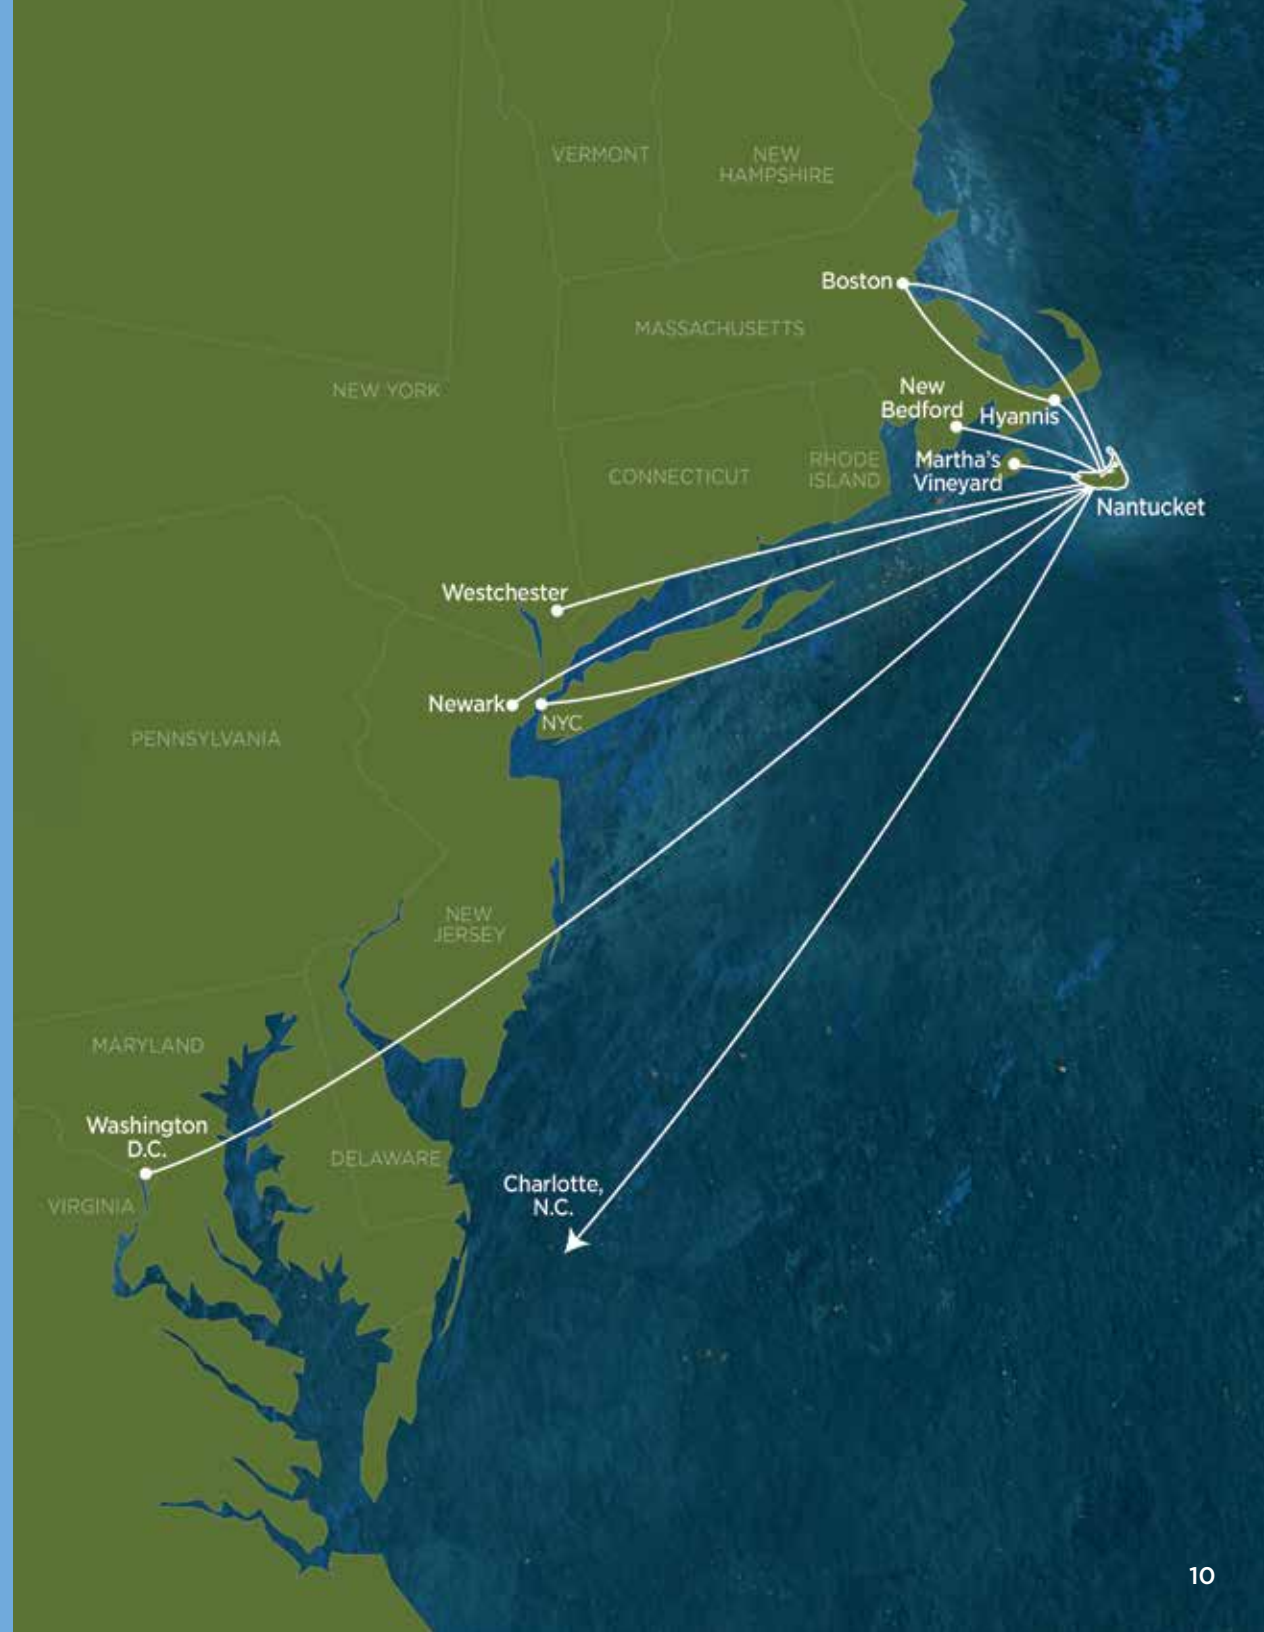 VERMONT
NEW
HAMPSHIRE
Boston
MASSACHUSETTS
NEW YORK
New
Bedford
Hyannis
CONNECTICUT
RHODE
ISLAND
Martha's
Vineyard
Nantucket
Westchester
Newark
NYC
PENNSYLVANIA
NEW
JERSEY
MARYLAND
Washington
D.C.
DELAWARE
VIRGINIA
Charlotte,
N.C.
10